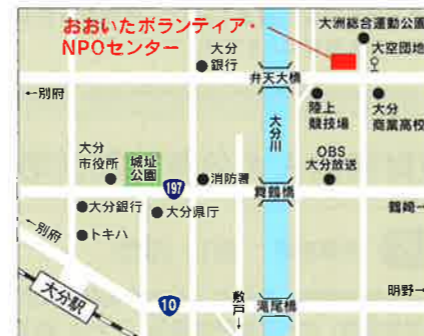 おおいたボランティア・
NPOセンター
大洲総合運動公園
大分
銀行
大空団地
弁天大橋
←別府
陸上
競技場
大分
商業高校
大分川
大分
市役所
城址
公園
OBS
大分放送
197
消防署
舞鶴橋
大分銀行
大分県庁
鶴崎→
←別府
トキハ
大分駅
10
敷戸→
滝尾橋
明野→